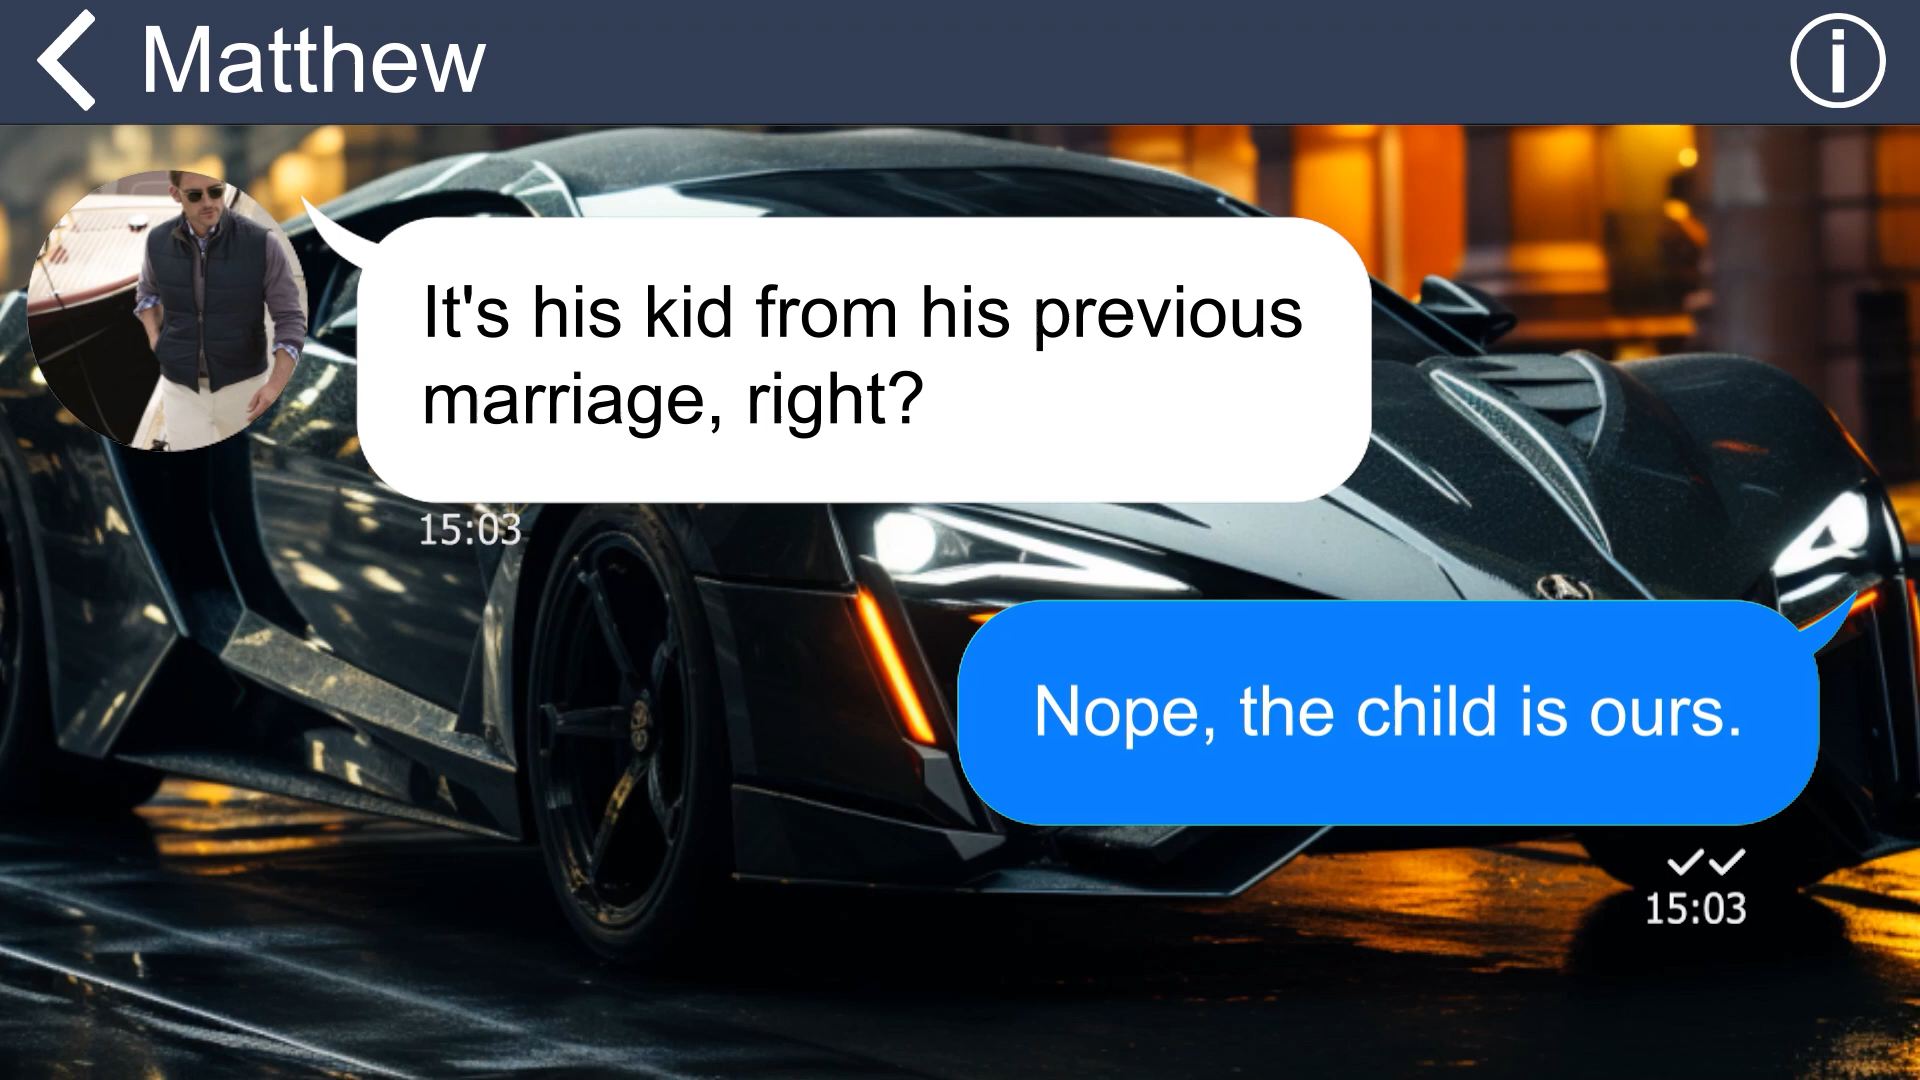 Matthew
It's his kid from his previous
marriage, right?
15:03
Nope, the child is ours.
15:03